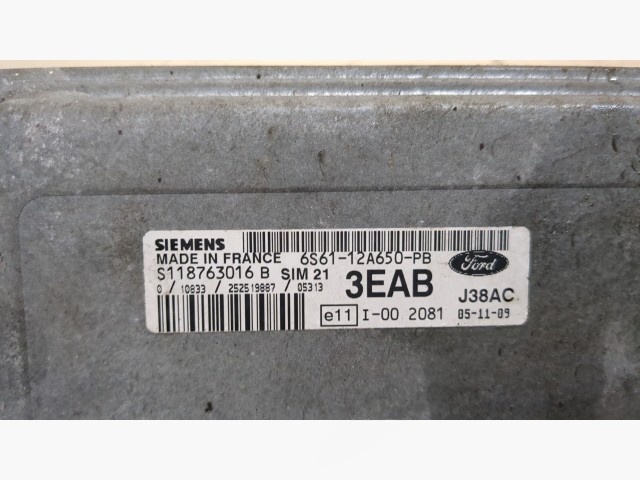 SIEMENS
MADE IN FRANCE 6S61-12A650-PB
S118763016 B SIM 21 3EAB Ford
0 / 10833 / 252519887 / 05313 J38AC
e11 I-00 2081 05-11-09